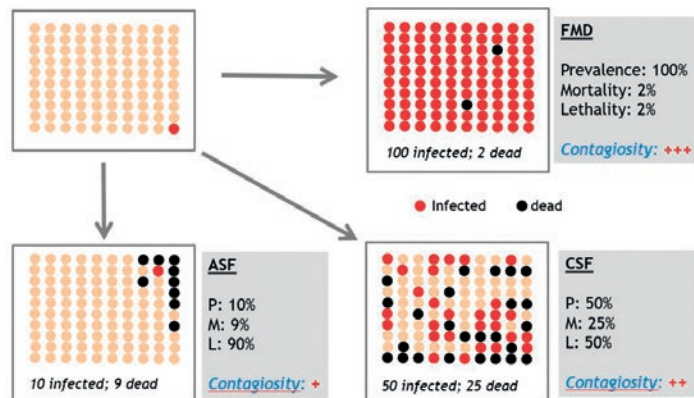 FMD
Prevalence: 100%
Mortality: 2%
Lethality: 2%
Contagiosity: +++
100 infected; 2 dead
Infected
dead
ASF
P: 10%
M: 9%
L: 90%
Contagiosity: +
10 infected; 9 dead
CSF
P: 50%
M: 25%
L: 50%
Contagiosity: ++
50 infected; 25 dead